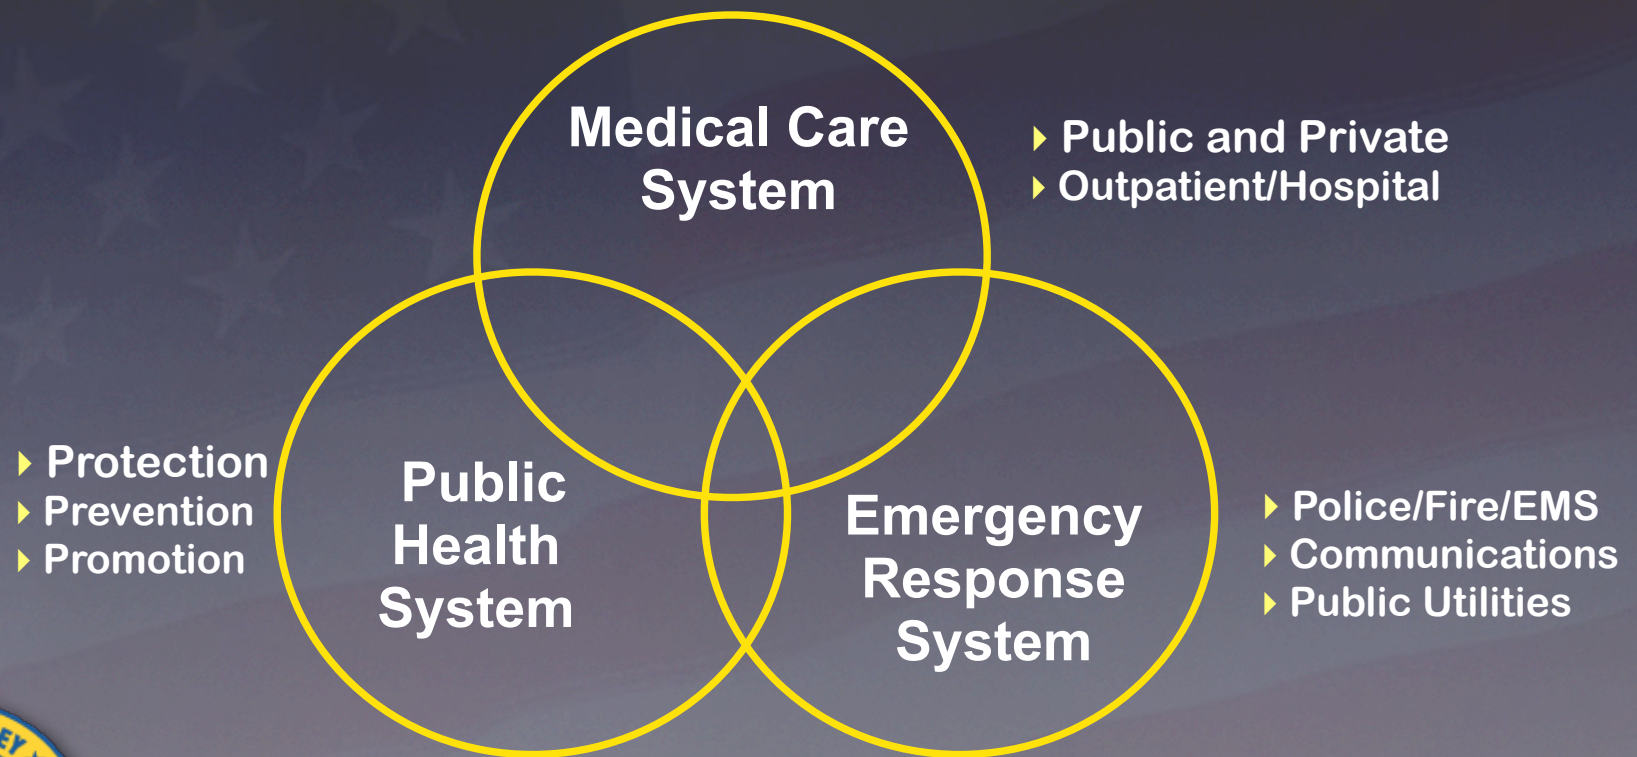 Medical Care
System
Public and Private
Outpatient/Hospital
Protection
Prevention
Promotion
Public
Health
System
Emergency
Response
System
Police/Fire/EMS
Communications
Public Utilities